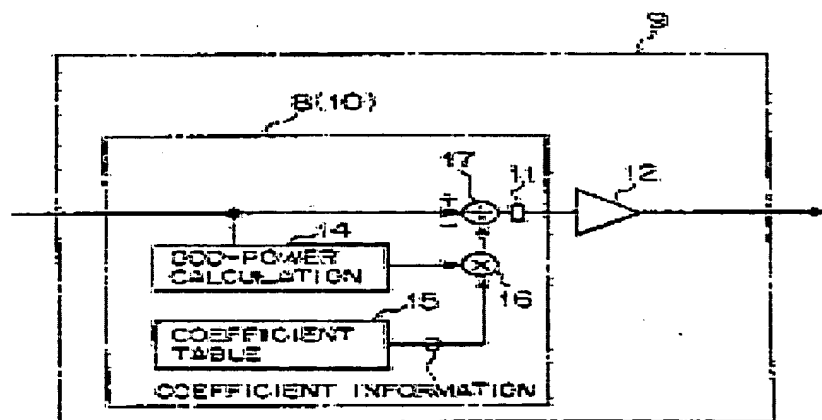 9
8(10)
17
11
12
14
ODD-POWER
CALCULATION
16
15
COEFFICIENT
TABLE
COEFFICIENT INFORMATION